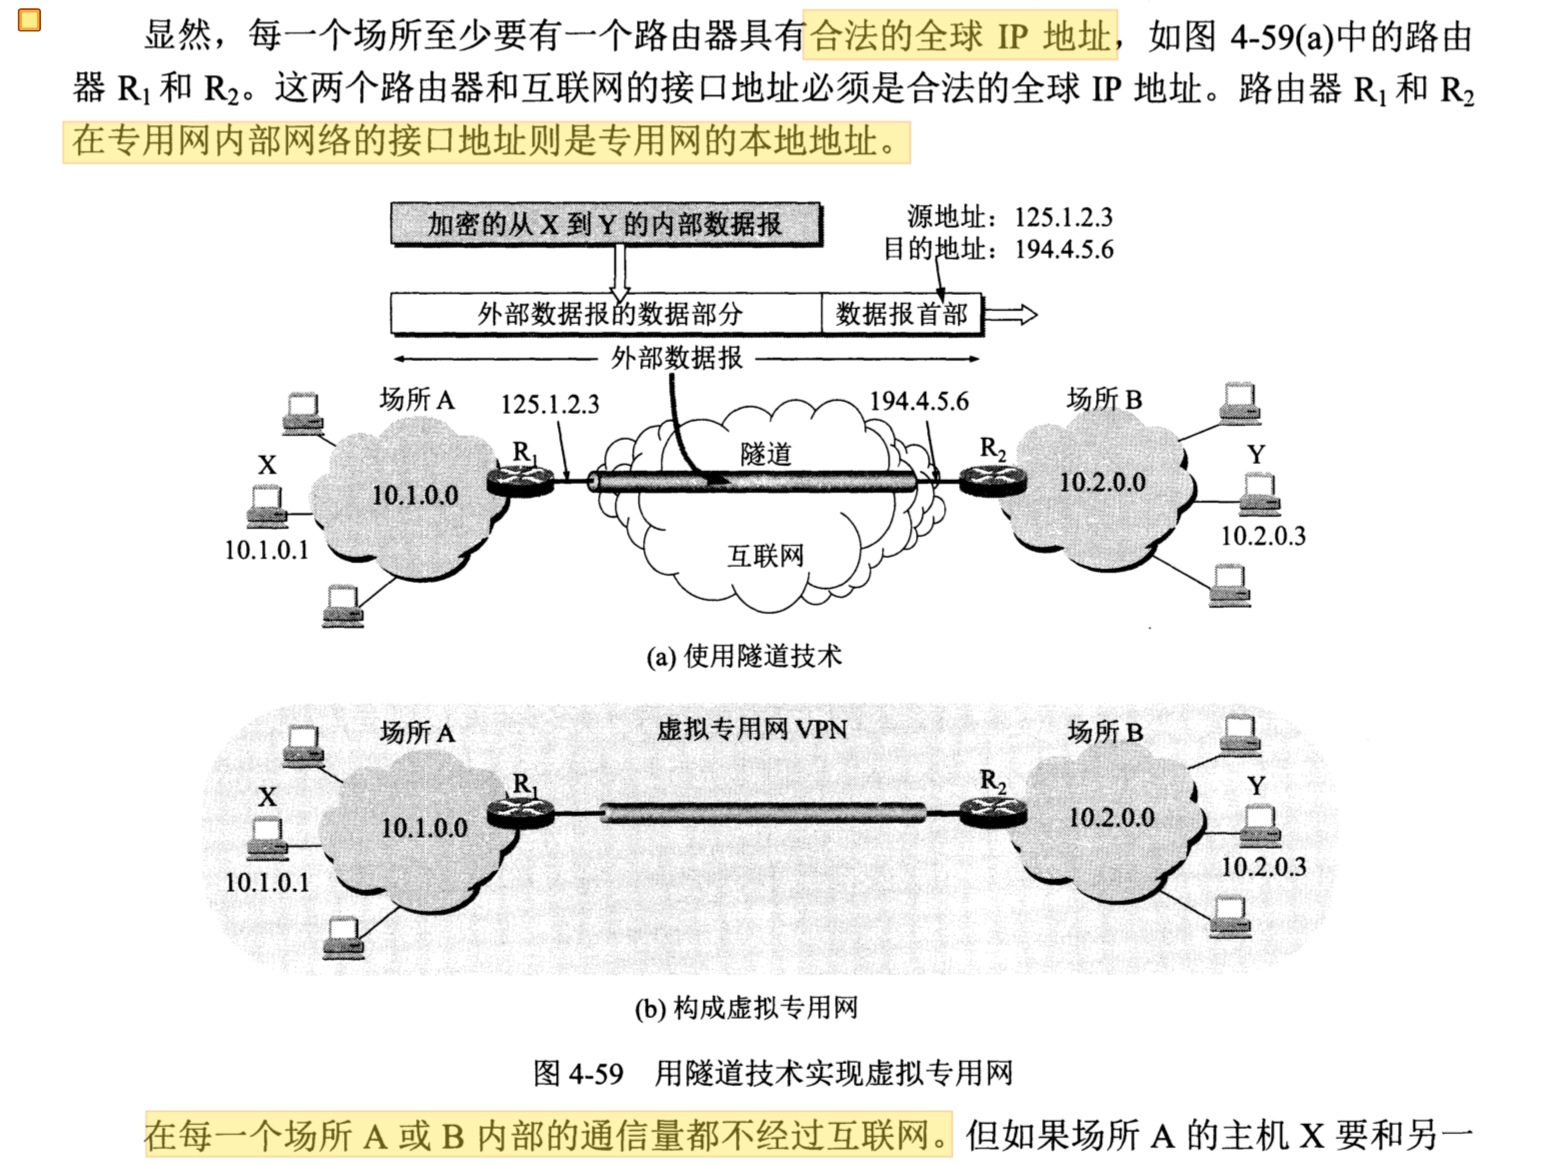 显然，每一个场所至少要有一个路由器具有合法的全球 IP 地址，如图 4-59(a)中的路由
器 R1 和 R2。这两个路由器和互联网的接口地址必须是合法的全球 IP 地址。路由器 R1 和 R2
在专用网内部网络的接口地址则是专用网的本地地址。
加密的从 X 到 Y 的内部数据报
源地址：125.1.2.3
目的地址：194.4.5.6
外部数据报的数据部分
数据报首部
外部数据报
场所 A
125.1.2.3
194.4.5.6
场所 B
X
R1
隧道
R2
Y
10.1.0.0
10.2.0.0
10.1.0.1
互联网
10.2.0.3
(a) 使用隧道技术
场所 A
虚拟专用网 VPN
场所 B
X
R1
R2
Y
10.1.0.0
10.2.0.0
10.1.0.1
10.2.0.3
(b) 构成虚拟专用网
图 4-59 用隧道技术实现虚拟专用网
在每一个场所 A 或 B 内部的通信量都不经过互联网。但如果场所 A 的主机 X 要和另一